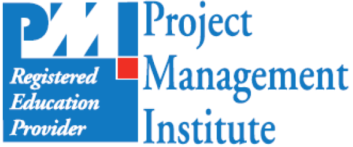 PMI
Registered
Education
Provider
Project
Management
Institute